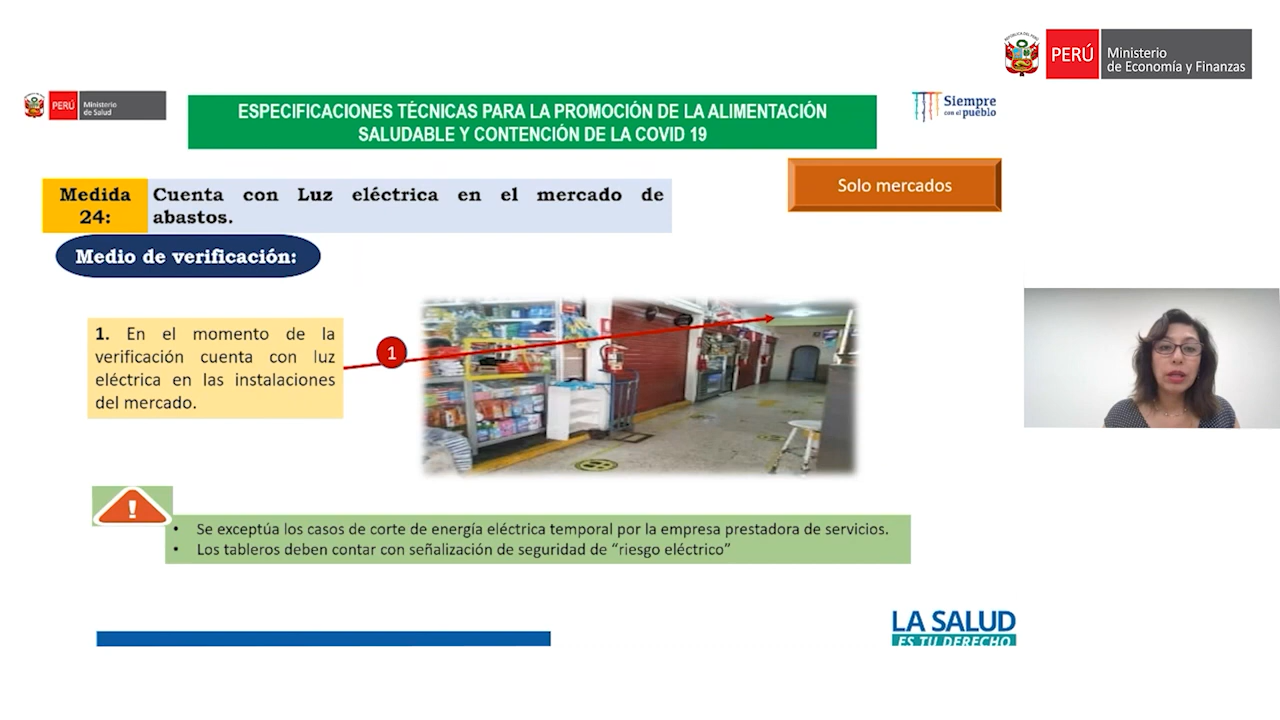 PERÚ
Ministerio
de Economía y Finanzas
PERÚ
Ministerio
de Salud
ESPECIFICACIONES TÉCNICAS PARA LA PROMOCIÓN DE LA ALIMENTACIÓN
SALUDABLE Y CONTENCIÓN DE LA COVID 19
Siempre
con el pueblo
Solo mercados
Medida
24:
Cuenta con Luz eléctrica en el mercado de
abastos.
Medio de verificación:
1. En el momento de la
verificación cuenta con luz
eléctrica en las instalaciones
del mercado.
1
!
• Se exceptúa los casos de corte de energía eléctrica temporal por la empresa prestadora de servicios.
• Los tableros deben contar con señalización de seguridad de “riesgo eléctrico”
LA SALUD
ES TU DERECHO